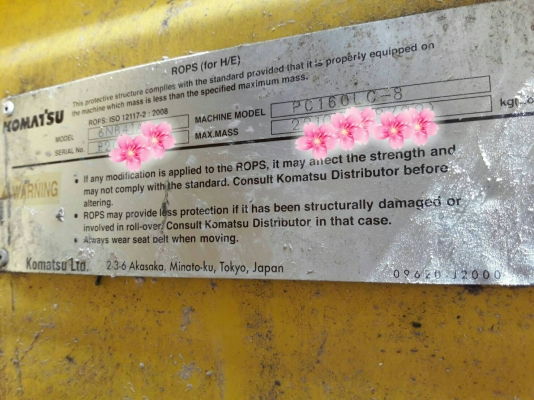 ROPS (for H/E)
This protective structure complies with the standard provided that it is properly equipped on
the machine which mass is less than the specified maximum mass.
KOMATSU
ROPS: ISO 12117-2 : 2008
MODEL
MACHINE MODEL PC160LC-8
SERIAL No.
MAX.MASS
WARNING
• If any modification is applied to the ROPS, it may affect the strength and
may not comply with the standard. Consult Komatsu Distributor before
altering.
• ROPS may provide less protection if it has been structurally damaged or
involved in roll-over. Consult Komatsu Distributor in that case.
• Always wear seat belt when moving.
Komatsu Ltd. 2-3-6 Akasaka, Minato-ku, Tokyo, Japan
09620-J2000